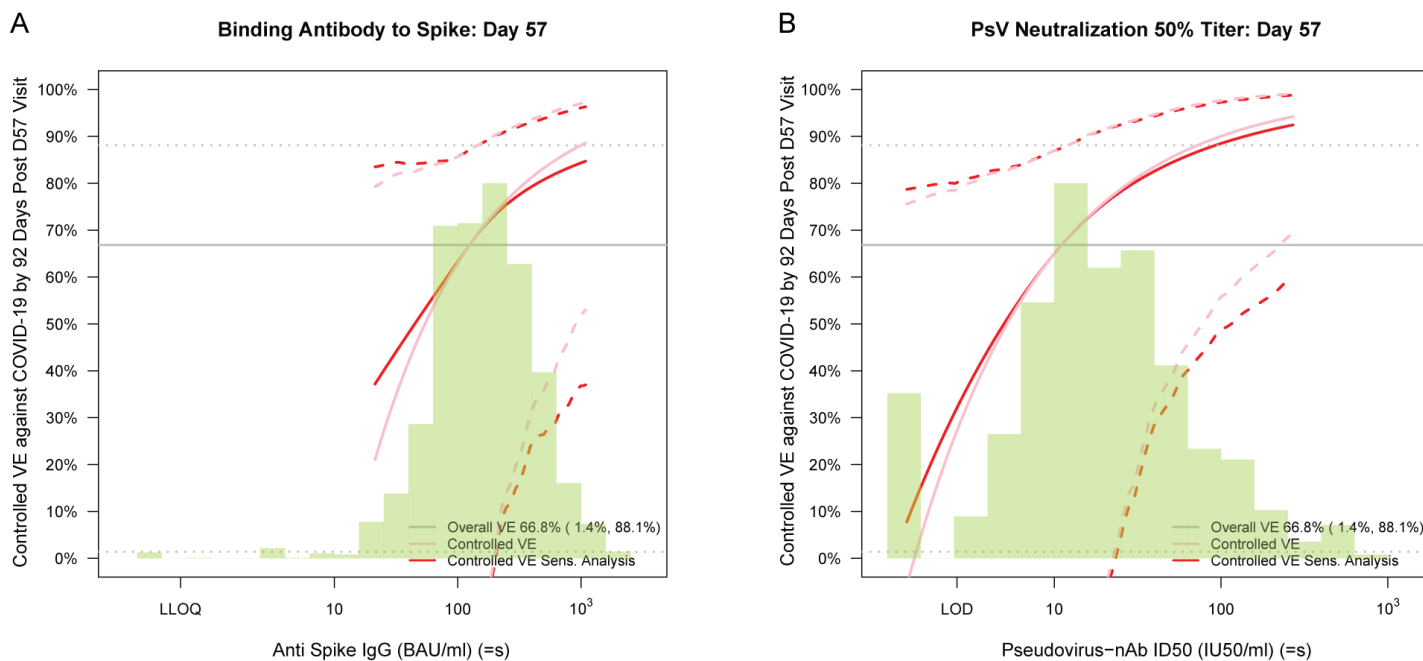 A
Binding Antibody to Spike: Day 57
Controlled VE against COVID-19 by 92 Days Post D57 Visit
100%
90%
80%
70%
60%
50%
40%
30%
20%
10%
0%
Overall VE 66.8% ( 1.4%, 88.1%)
Controlled VE
Controlled VE Sens. Analysis
LLOQ
10
100
10³
Anti Spike IgG (BAU/ml) (=s)
B
PsV Neutralization 50% Titer: Day 57
Controlled VE against COVID-19 by 92 Days Post D57 Visit
100%
90%
80%
70%
60%
50%
40%
30%
20%
10%
0%
Overall VE 66.8% ( 1.4%, 88.1%)
Controlled VE
Controlled VE Sens. Analysis
LOD
10
100
10³
Pseudovirus−nAb ID50 (IU50/ml) (=s)